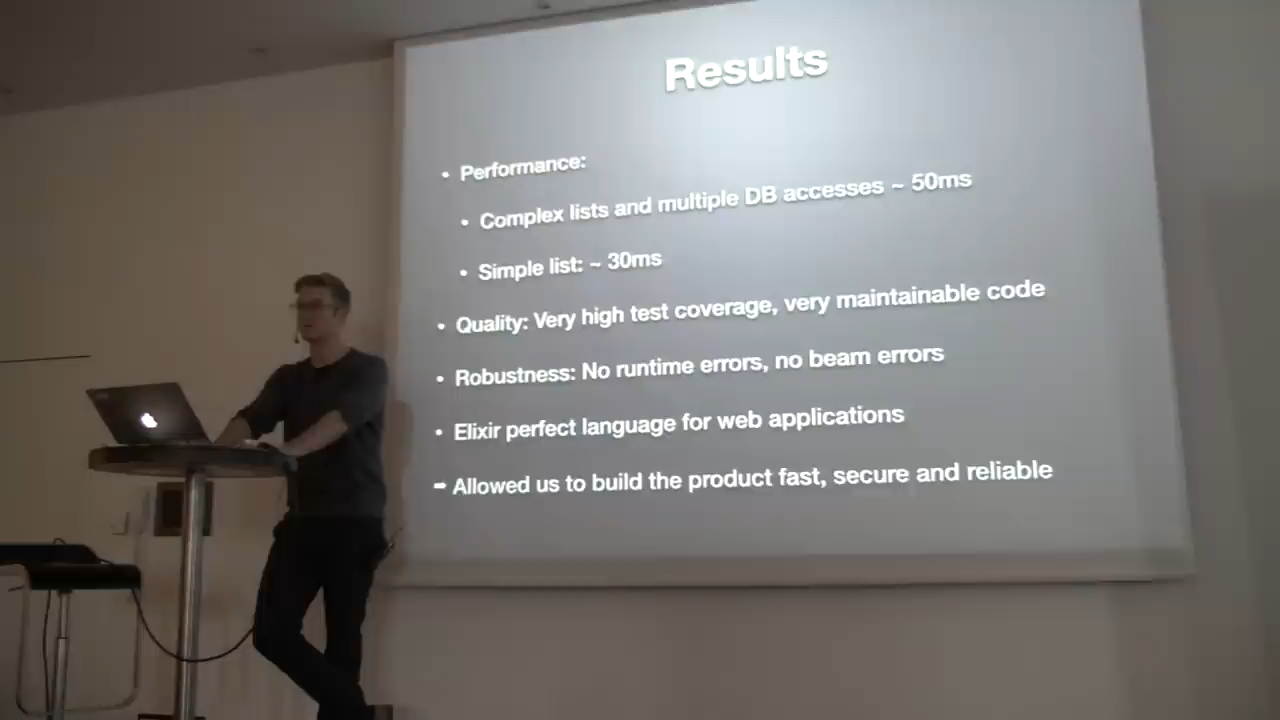 Results
• Performance:
• Complex lists and multiple DB accesses ~ 50ms
• Simple list: ~ 30ms
• Quality: Very high test coverage, very maintainable code
• Robustness: No runtime errors, no beam errors
• Elixir perfect language for web applications
➡ Allowed us to build the product fast, secure and reliable